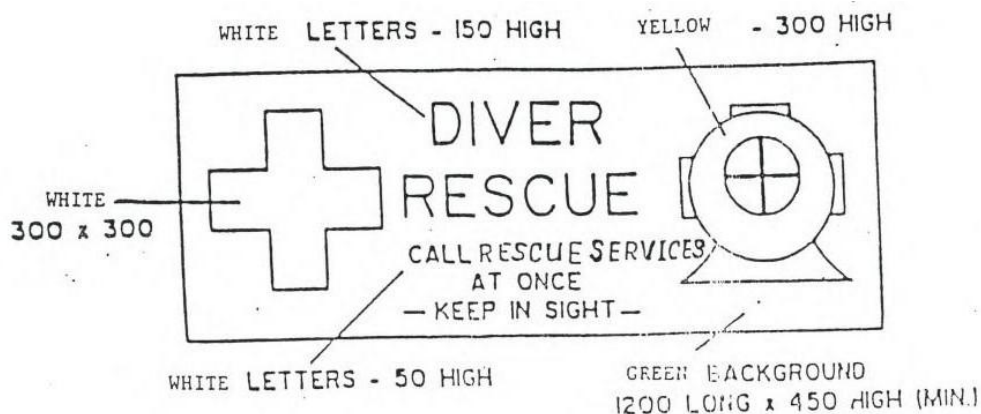 WHITE LETTERS - 150 HIGH
YELLOW - 300 HIGH
DIVER
RESCUE
WHITE
300 x 300
CALL RESCUE SERVICES
AT ONCE
- KEEP IN SIGHT -
WHITE LETTERS - 50 HIGH
GREEN BACKGROUND
1200 LONG x 450 HIGH (MIN.)